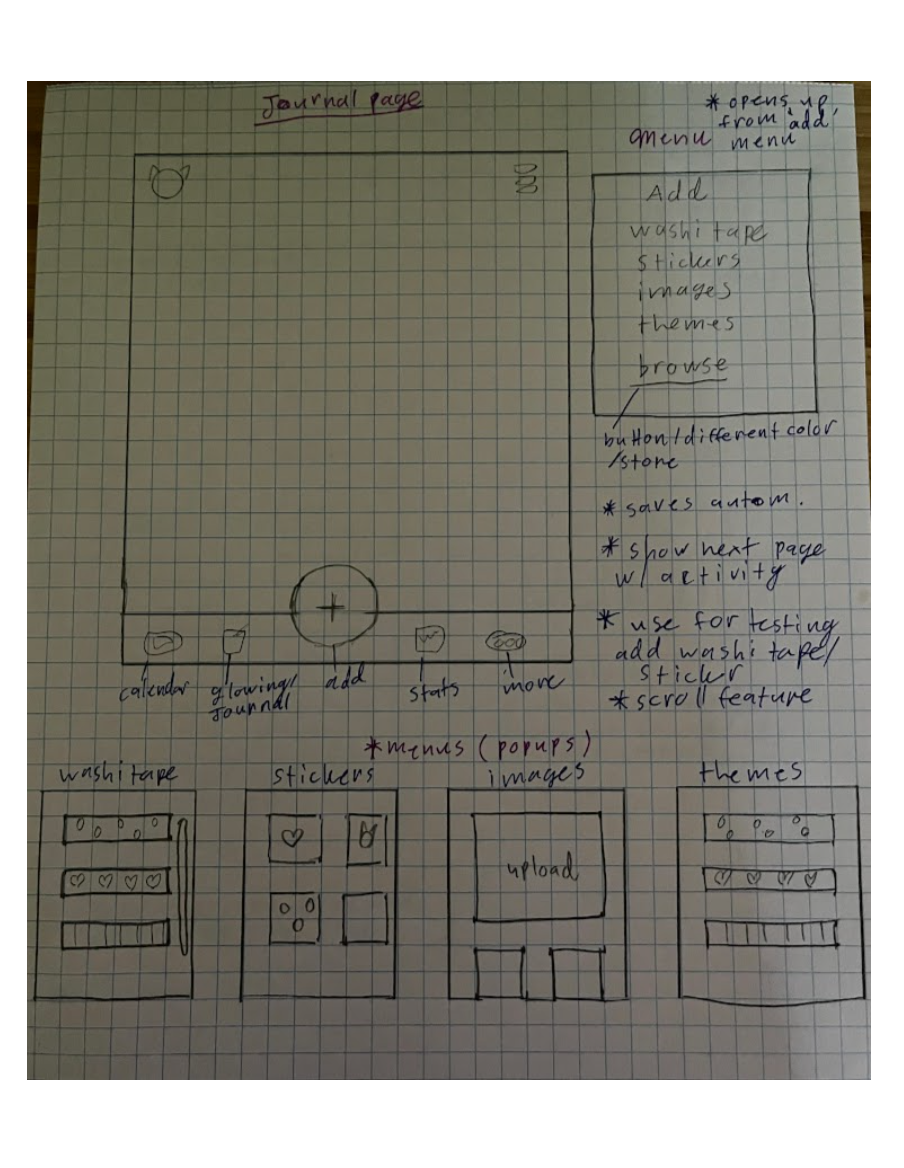 Journal page
* opens up
from 'add'
menu
menu
Add
washi tape
stickers
images
themes
browse
button/different color
/store
* saves autom.
* show next page
w/ activity
* use for testing
add washi tape/
sticker
* scroll feature
calendar
glowing/
Journal
add
stats
more
*menus (popups)
washi tape
stickers
images
themes
upload